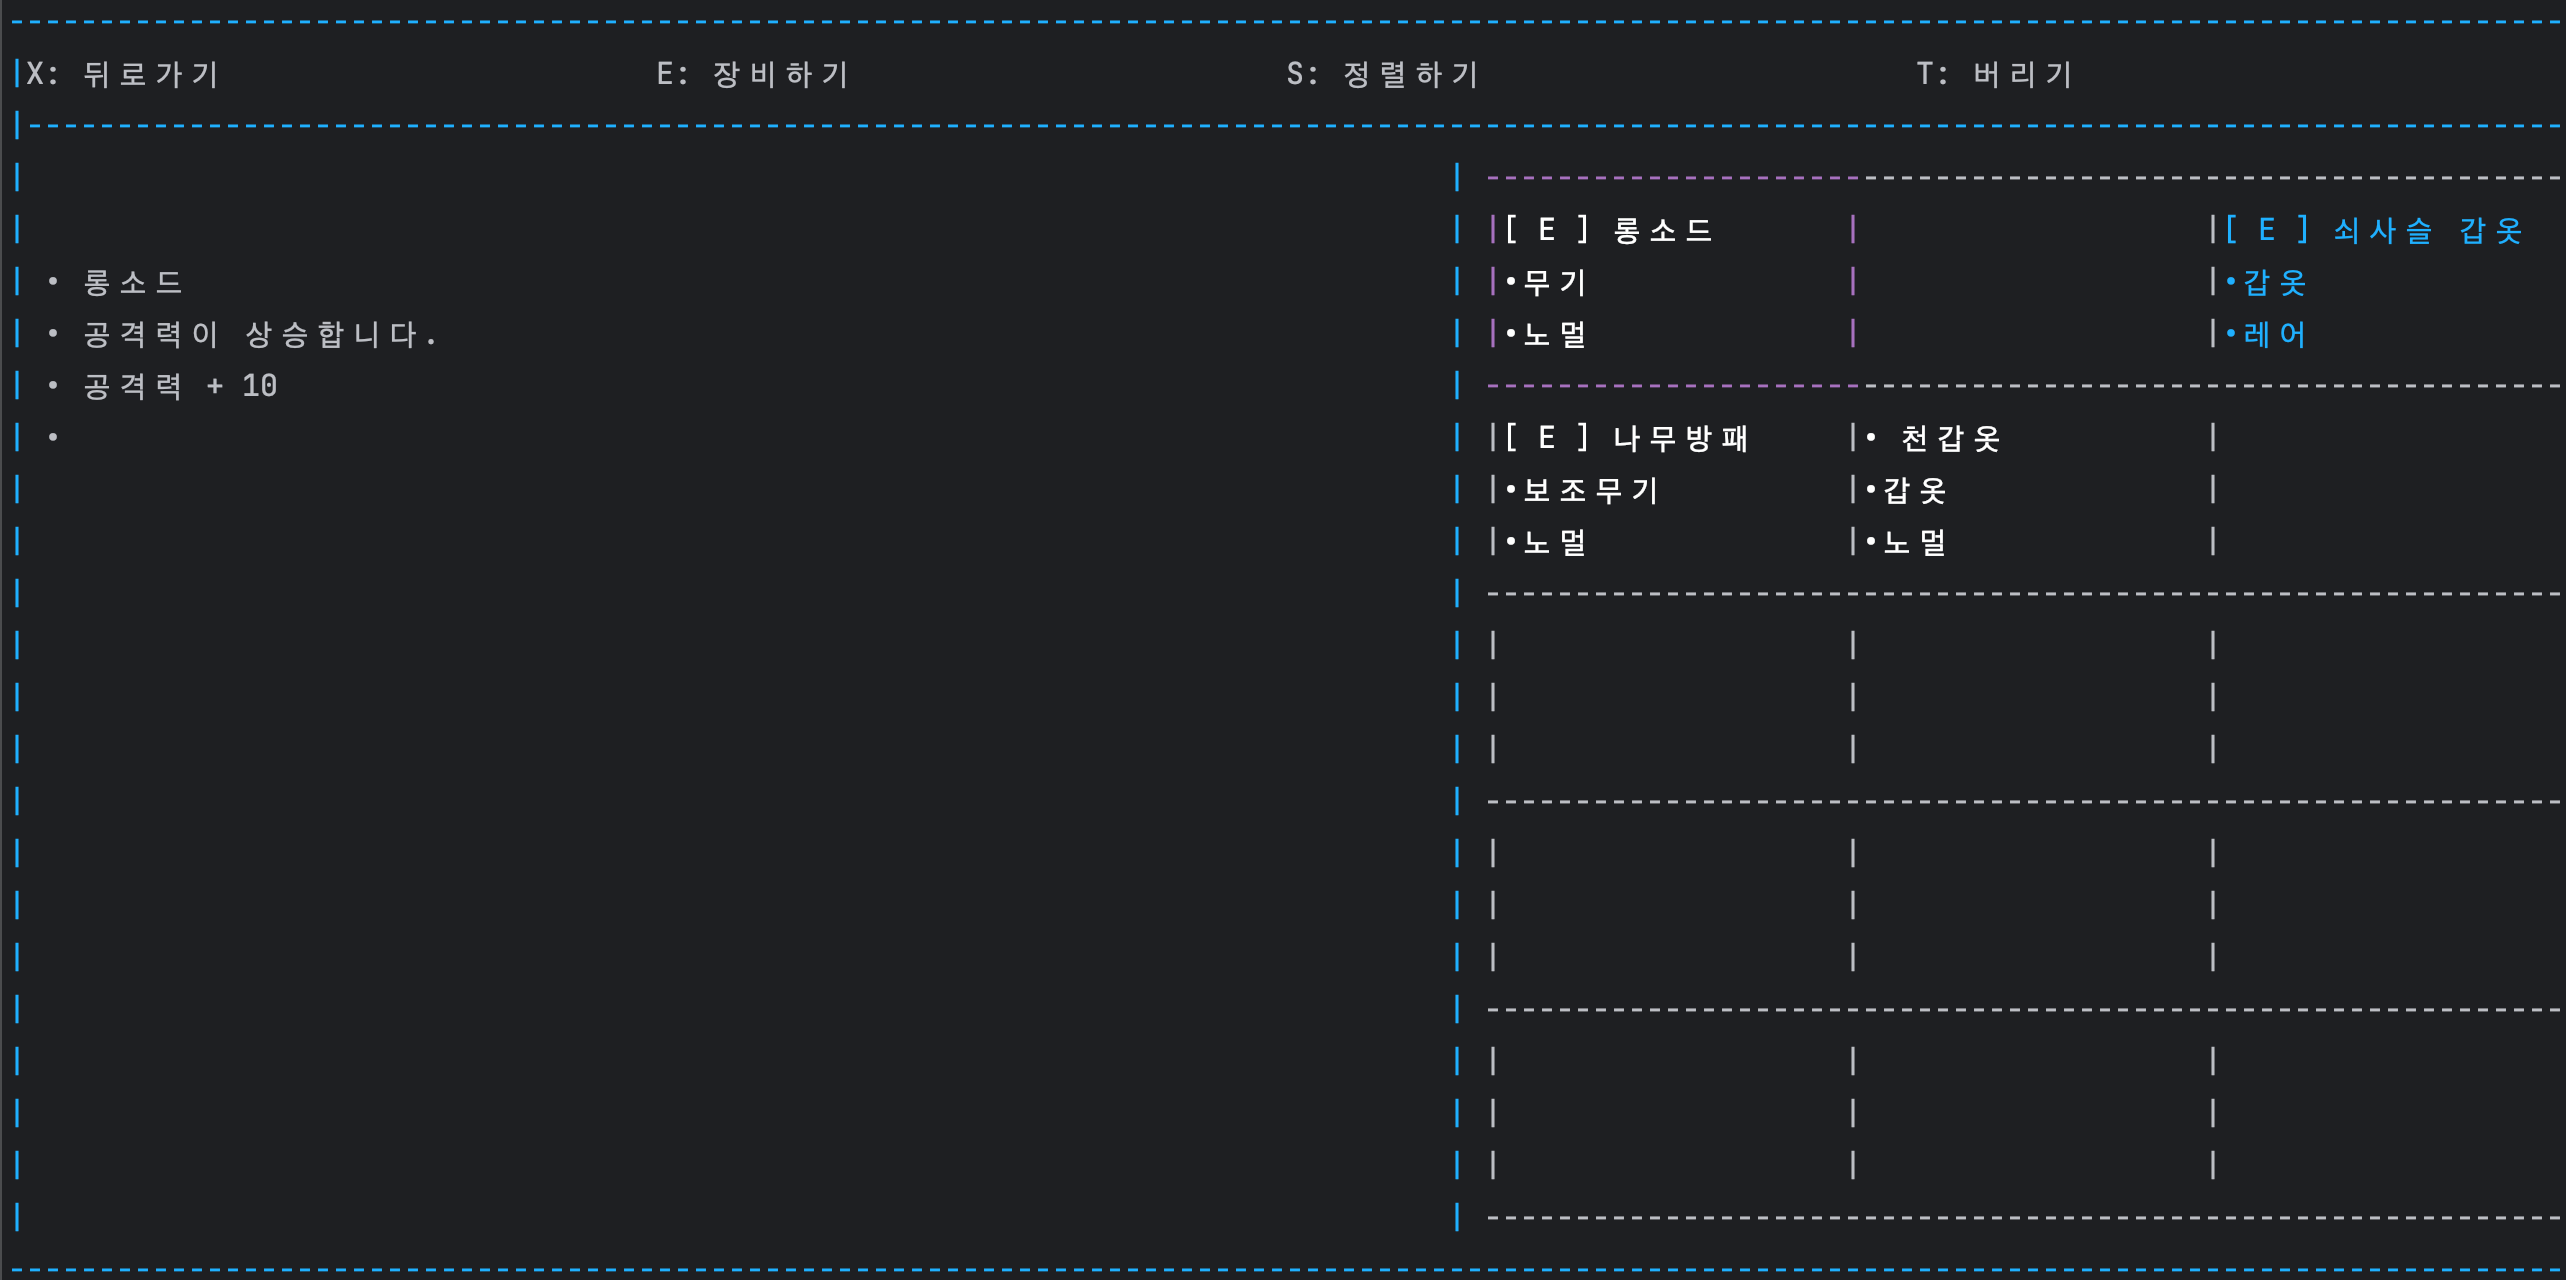 X: 뒤로가기 E: 장비하기 S: 정렬하기 T: 버리기
• 롱소드
• 공격력이 상승합니다.
• 공격력 + 10
•
[ E ] 롱소드
•무기
•노멀
[ E ] 쇠사슬 갑옷
•갑옷
•레어
[ E ] 나무방패
•보조무기
•노멀
• 천갑옷
•갑옷
•노멀